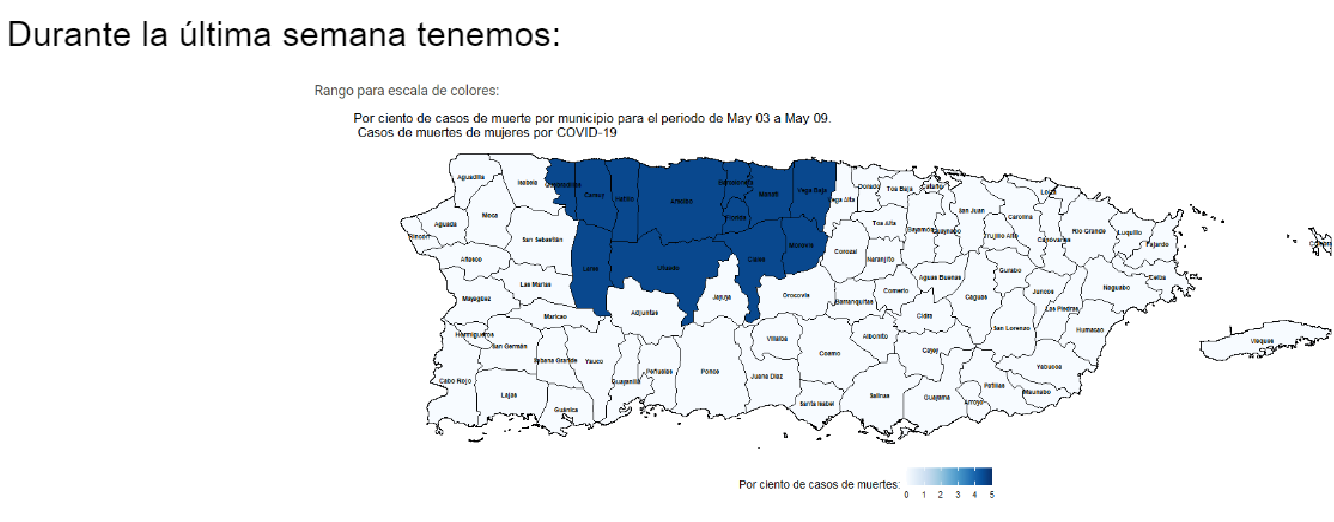 Durante la última semana tenemos:
Rango para escala de colores:
Por ciento de casos de muerte por municipio para el periodo de May 03 a May 09.
Casos de muertes de mujeres por COVID-19
Aguadilla
Isabela
Camuy
Hatillo
Arecibo
Barceloneta
Manatí
Vega Baja
Vega Alta
Dorado
Toa Baja
Cataño
San Juan
Loíza
Carolina
Moca
Aguada
Rincón
Florida
Toa Alta
Bayamón
Guaynabo
Trujillo Alto
Canóvanas
Río Grande
Luquillo
Fajardo
San Sebastián
Morovis
Corozal
Naranjito
Añasco
Lares
Utuado
Ciales
Aguas Buenas
Gurabo
Ceiba
Las Marías
Jayuya
Orocovis
Comerío
Caguas
Juncos
Naguabo
Mayagüez
Barranquitas
Las Piedras
Maricao
Adjuntas
Cidra
San Lorenzo
Humacao
Hormigueros
San Germán
Villalba
Aibonito
Vieques
Sabana Grande
Yauco
Coamo
Cayey
Yabucoa
Peñuelas
Ponce
Juana Díaz
Cabo Rojo
Guayanilla
Patillas
Maunabo
Lajas
Salinas
Guayama
Arroyo
Guánica
Santa Isabel
Por ciento de casos de muertes:
0 1 2 3 4 5